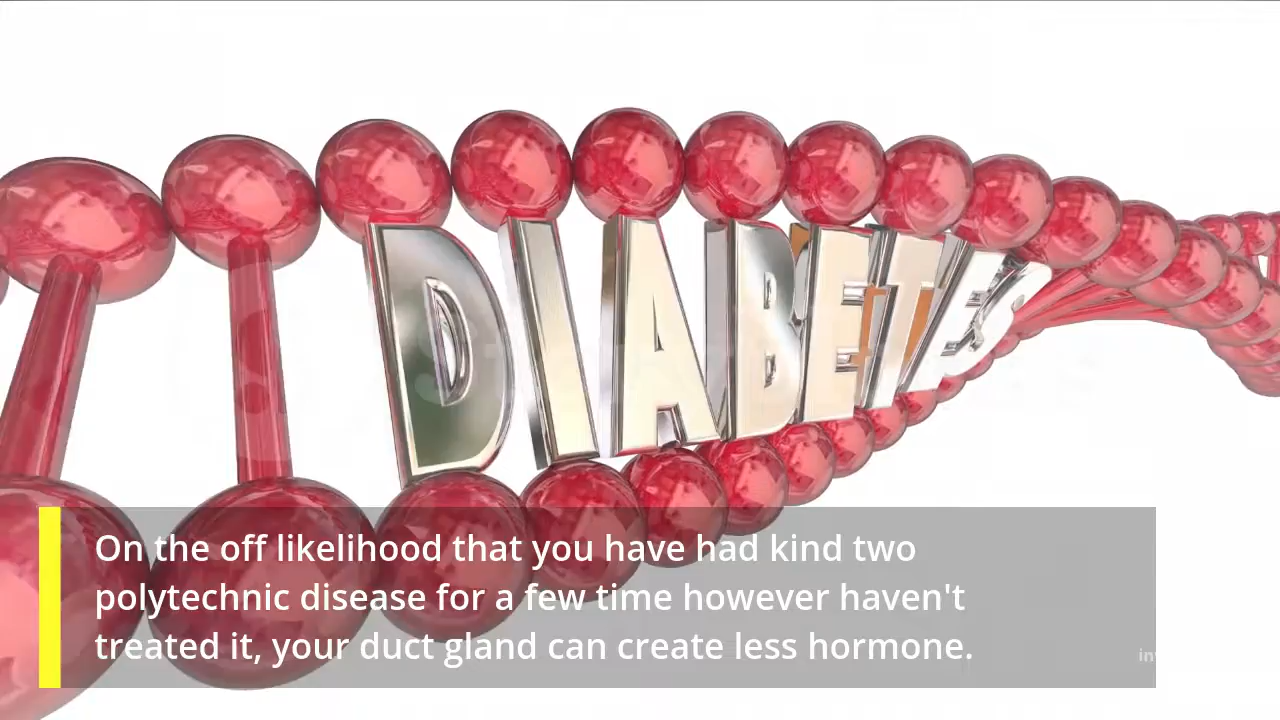 DIABETES
On the off likelihood that you have had kind two
polytechnic disease for a few time however haven't
treated it, your duct gland can create less hormone.